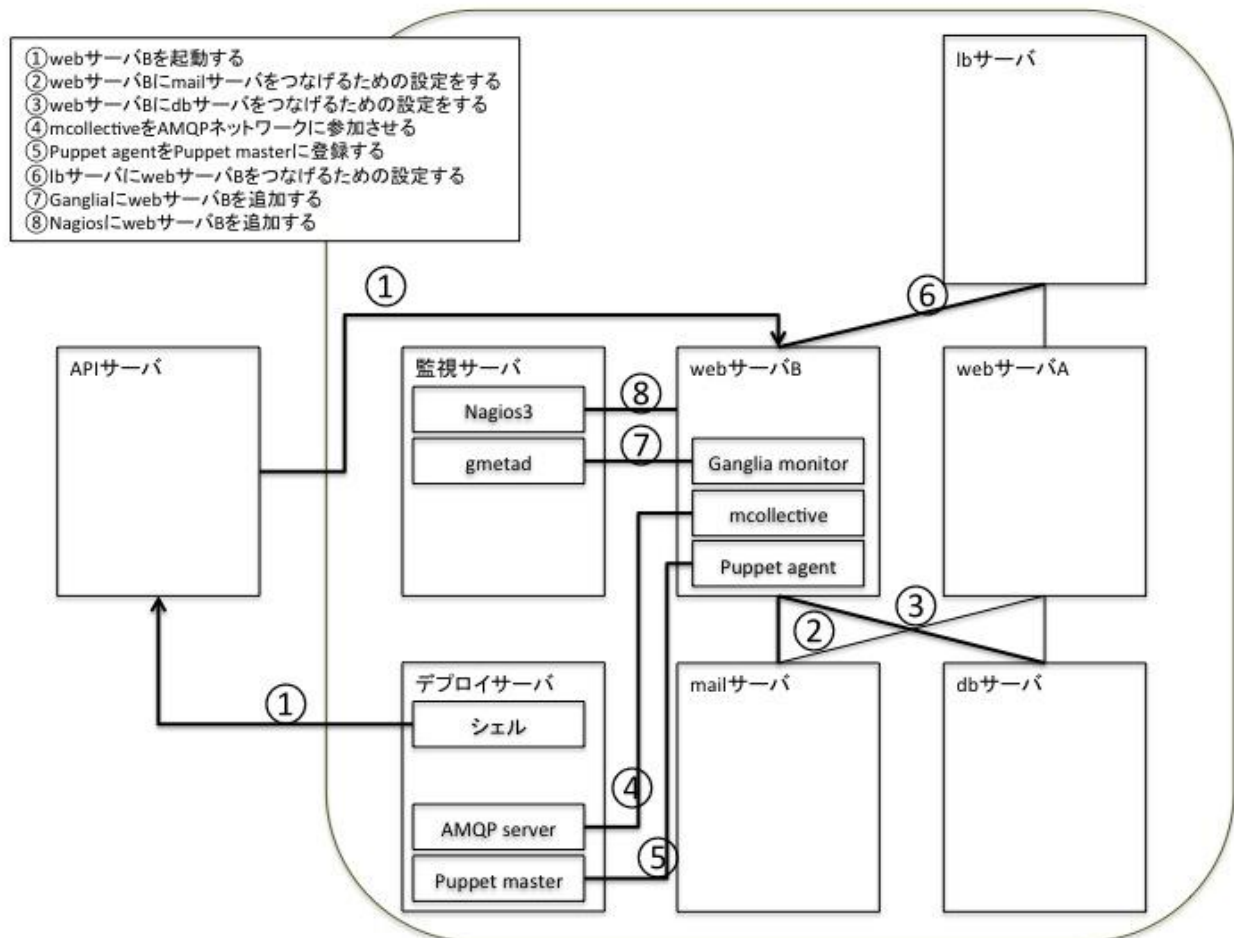 ①webサーバBを起動する
②webサーバBにmailサーバをつなげるための設定をする
③webサーバBにdbサーバをつなげるための設定をする
④mcollectiveをAMQPネットワークに参加させる
⑤Puppet agentをPuppet masterに登録する
⑥lbサーバにwebサーバBをつなげるための設定する
⑦GangliaにwebサーバBを追加する
⑧NagiosにwebサーバBを追加する
lbサーバ
①
⑥
APIサーバ
監視サーバ
webサーバB
webサーバA
Nagios3
⑧
gmetad
⑦
Ganglia monitor
mcollective
Puppet agent
②
③
デプロイサーバ
mailサーバ
dbサーバ
①
シェル
④
AMQP server
⑤
Puppet master